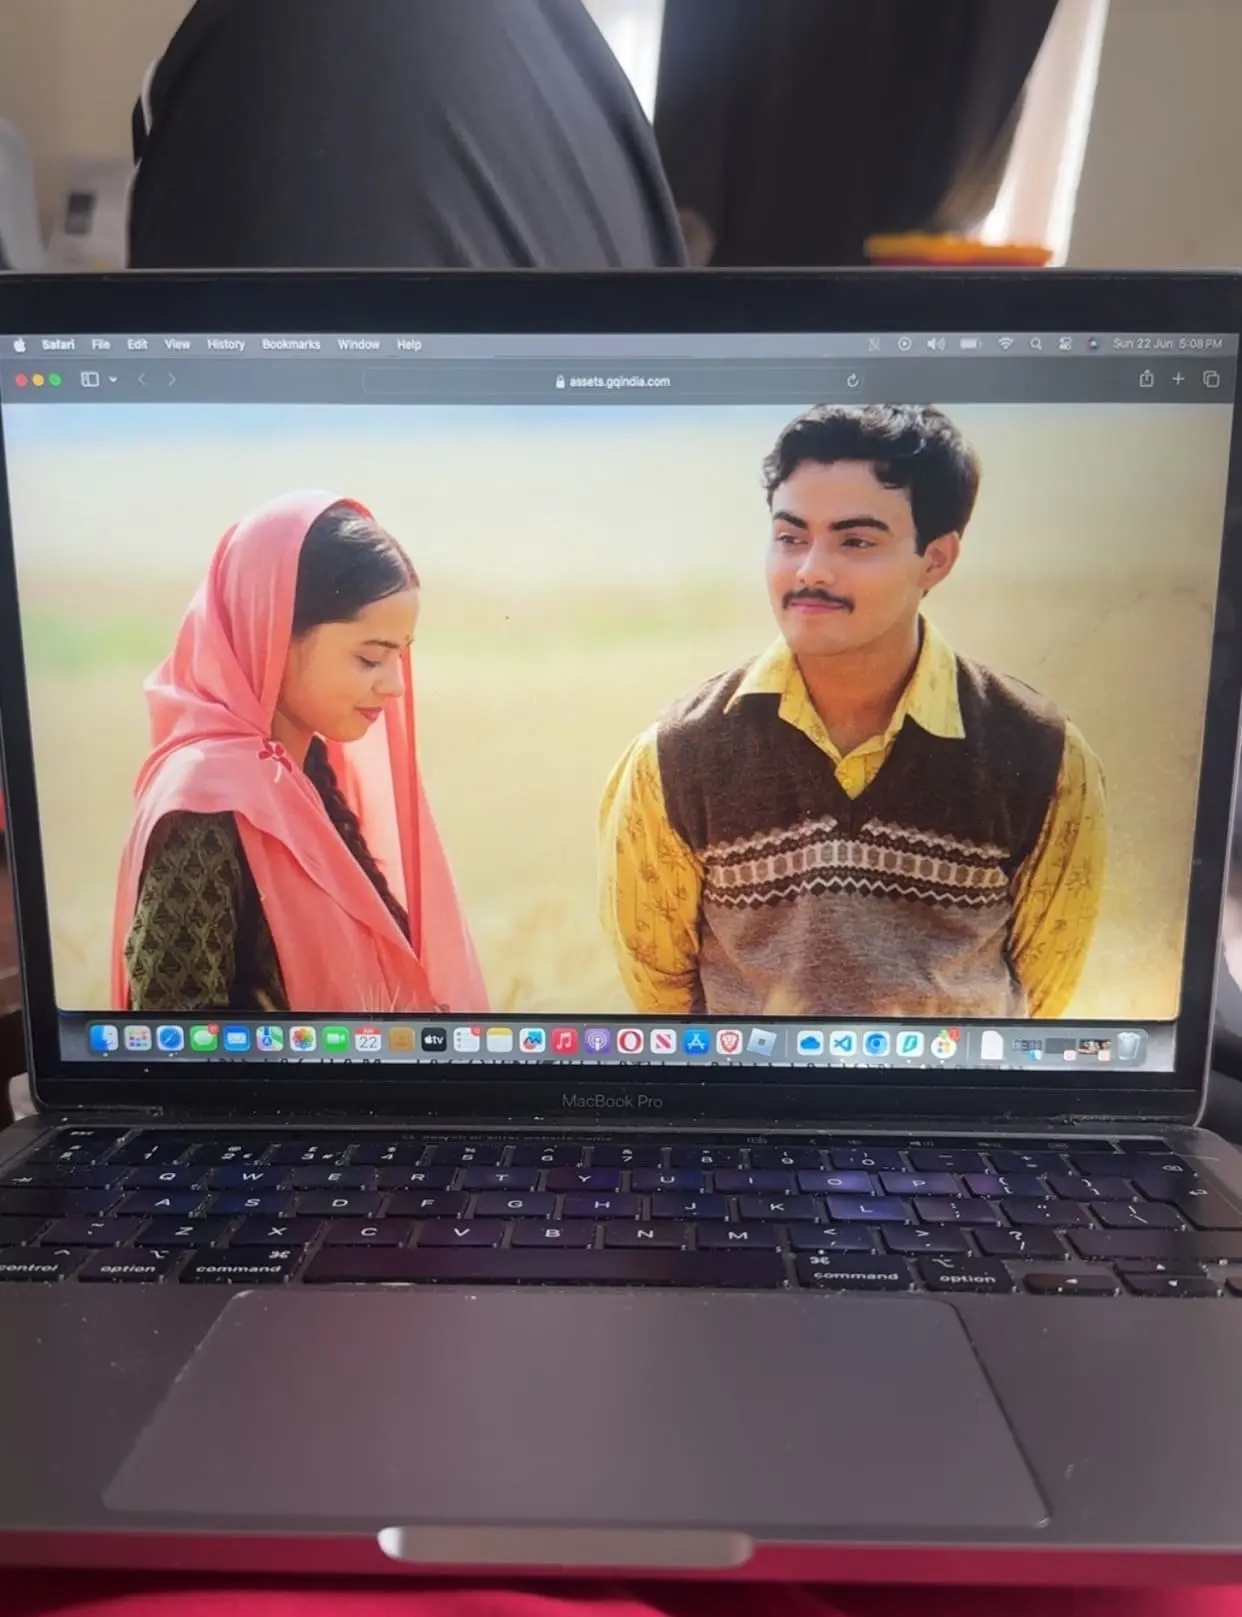 Safari File Edit View History Bookmarks Window Help Sun 22 Jun 5:08 PM
assets.gqindia.com
22
tv
MacBook Pro
Q W E R T Y U I O P
A S D F G H J K L
Z X C V B N M
control option command command option